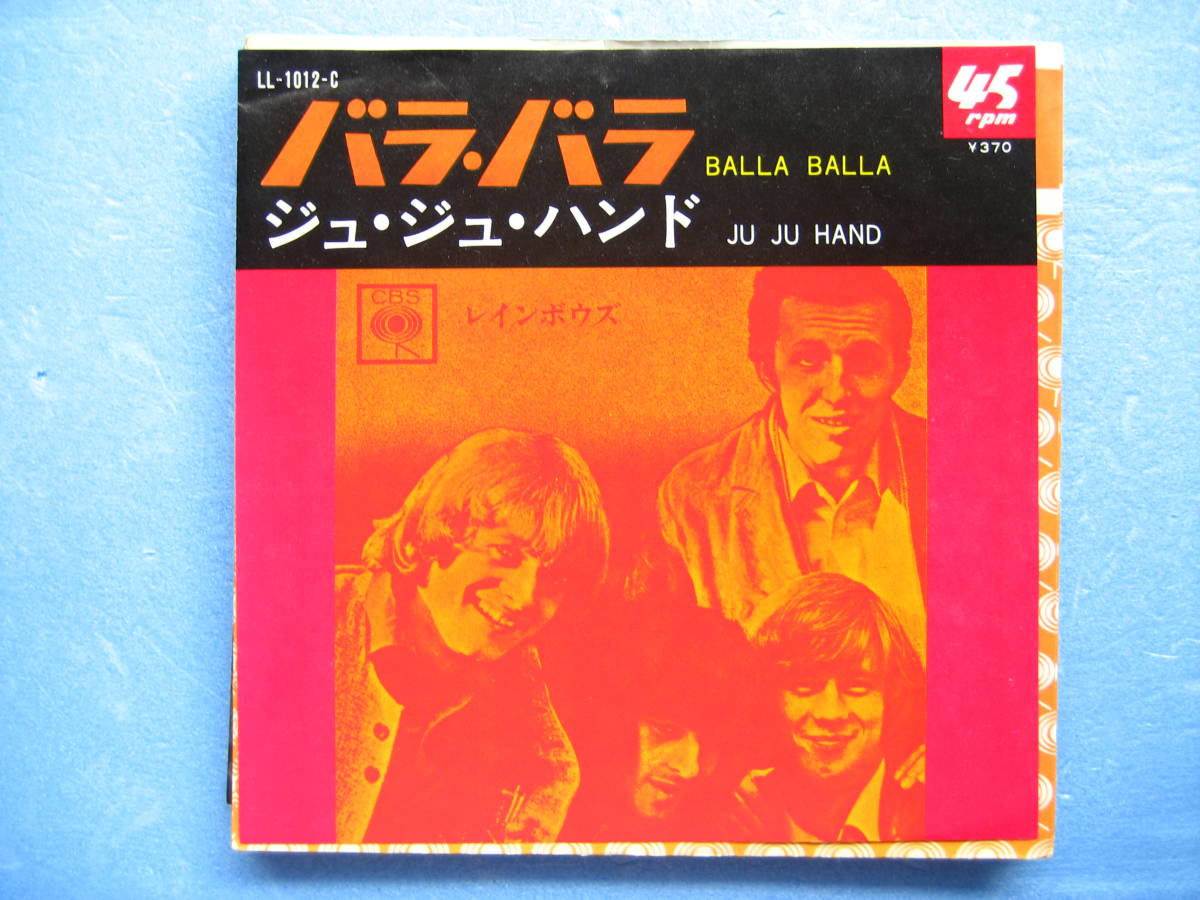 LL-1012-C
45
rpm
¥370
バラ・バラ BALLA BALLA
ジュ・ジュ・ハンド JU JU HAND
CBS
レインボウズ